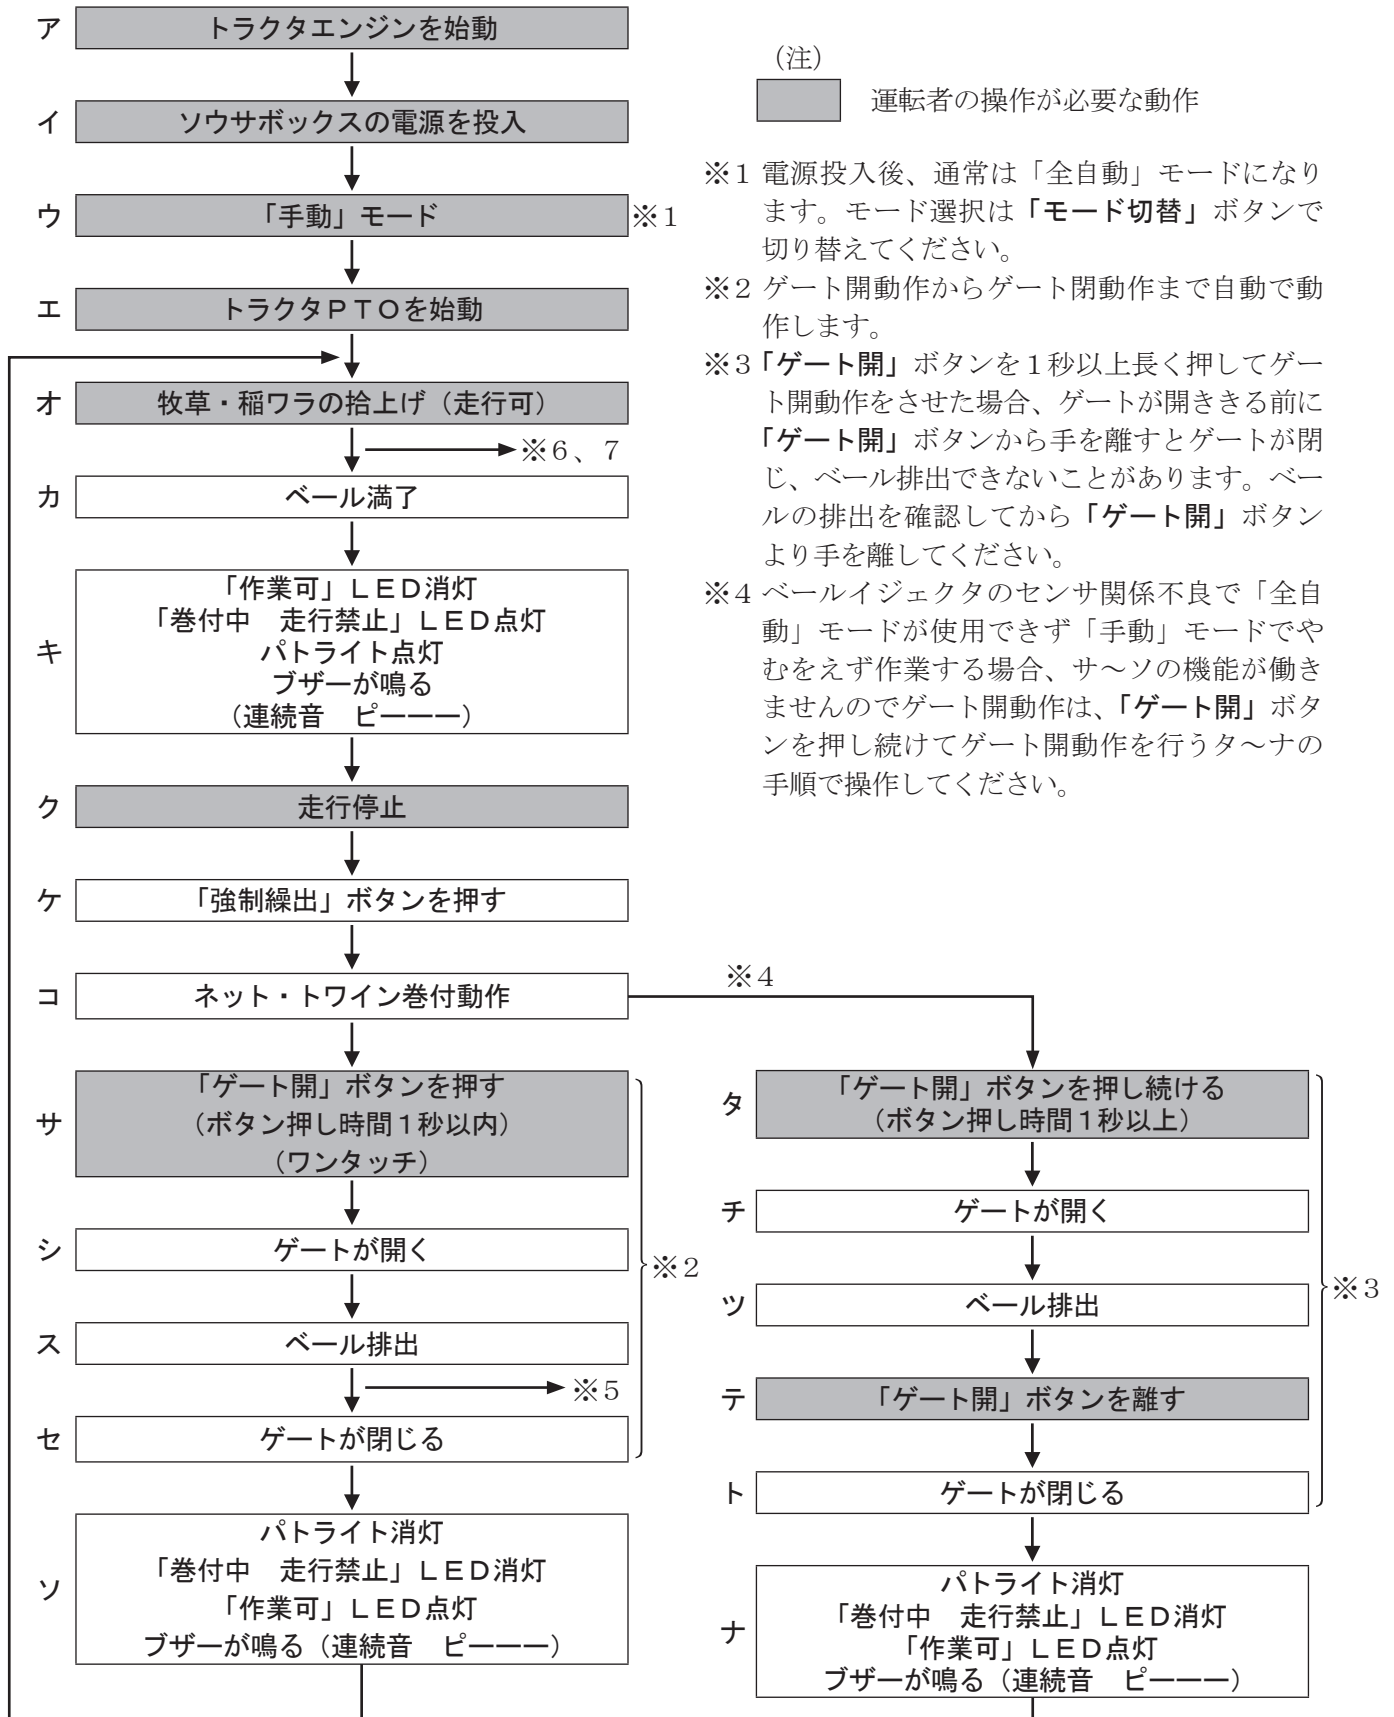 ア トラクタエンジンを始動
イ ソウサボックスの電源を投入
ウ 「手動」モード ※1
エ トラクタPTOを始動
オ 牧草・稲ワラの拾上げ（走行可）
※6、7
カ ベール満了
キ
「作業可」LED消灯
「巻付中　走行禁止」LED点灯
パトライト点灯
ブザーが鳴る
（連続音　ピーーー）
ク 走行停止
ケ 「強制繰出」ボタンを押す
コ ネット・トワイン巻付動作
※4
サ
「ゲート開」ボタンを押す
（ボタン押し時間1秒以内）
（ワンタッチ）
シ ゲートが開く
※2
ス ベール排出
※5
セ ゲートが閉じる
ソ
パトライト消灯
「巻付中　走行禁止」LED消灯
「作業可」LED点灯
ブザーが鳴る（連続音　ピーーー）
（注）
運転者の操作が必要な動作
※1 電源投入後、通常は「全自動」モードになり
ます。モード選択は「モード切替」ボタンで
切り替えてください。
※2 ゲート開動作からゲート閉動作まで自動で動
作します。
※3「ゲート開」ボタンを1秒以上長く押してゲー
ト開動作をさせた場合、ゲートが開ききる前に
「ゲート開」ボタンから手を離すとゲートが閉
じ、ベール排出できないことがあります。ベー
ルの排出を確認してから「ゲート開」ボタン
より手を離してください。
※4 ベールイジェクタのセンサ関係不良で「全自
動」モードが使用できず「手動」モードでや
むをえず作業する場合、サ～ソの機能が働き
ませんのでゲート開動作は、「ゲート開」ボタ
ンを押し続けてゲート開動作を行うタ～ナの
手順で操作してください。
タ
「ゲート開」ボタンを押し続ける
（ボタン押し時間1秒以上）
チ ゲートが開く
ツ ベール排出
※3
テ 「ゲート開」ボタンを離す
ト ゲートが閉じる
ナ
パトライト消灯
「巻付中　走行禁止」LED消灯
「作業可」LED点灯
ブザーが鳴る（連続音　ピーーー）